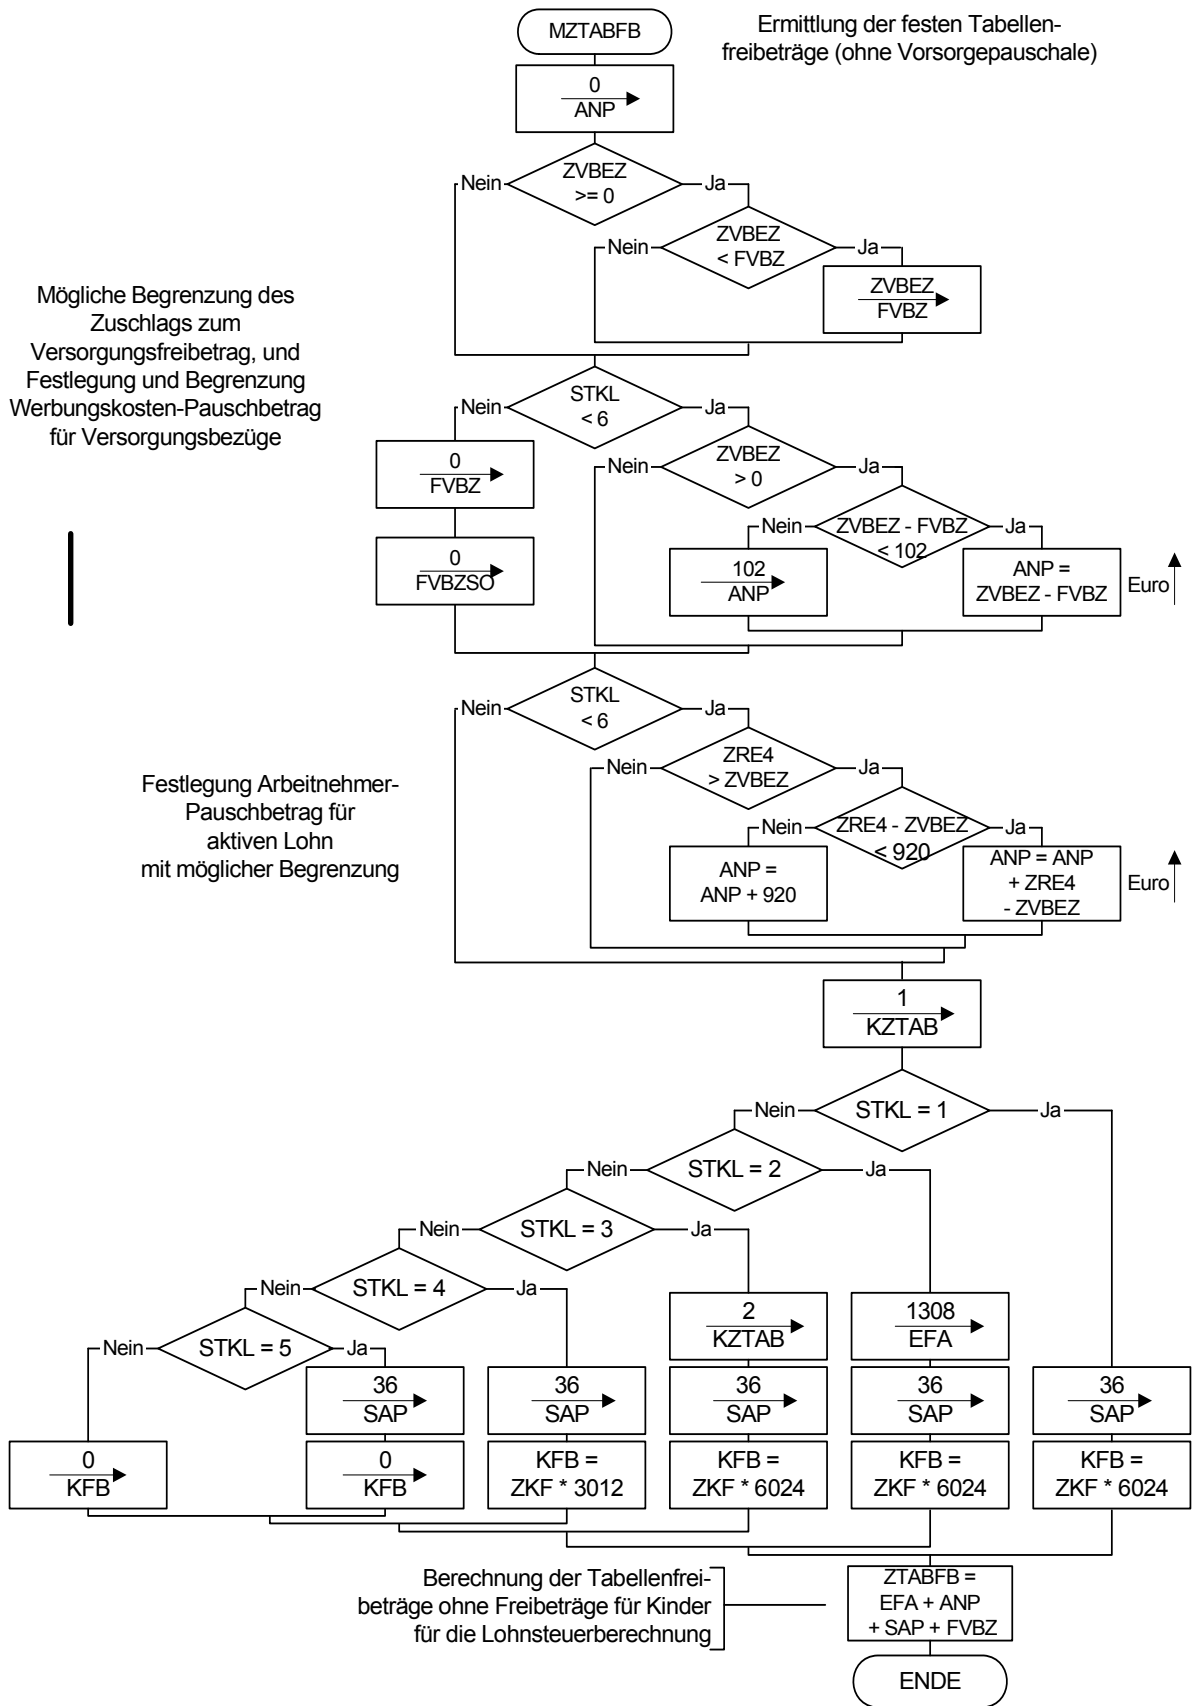 MZTABFB
Ermittlung der festen Tabellen-
freibeträge (ohne Vorsorgepauschale)
0
ANP
ZVBEZ
>= 0
Nein
Ja
ZVBEZ
< FVBZ
Nein
Ja
ZVBEZ
FVBZ
Mögliche Begrenzung des
Zuschlags zum
Versorgungsfreibetrag, und
Festlegung und Begrenzung
Werbungskosten-Pauschbetrag
für Versorgungsbezüge
STKL
< 6
Nein
Ja
0
FVBZ
0
FVBZSO
ZVBEZ
> 0
Nein
Ja
ZVBEZ - FVBZ
< 102
Nein
Ja
102
ANP
ANP =
ZVBEZ - FVBZ
Euro
STKL
< 6
Nein
Ja
Festlegung Arbeitnehmer-
Pauschbetrag für
aktiven Lohn
mit möglicher Begrenzung
ZRE4
> ZVBEZ
Nein
Ja
ZRE4 - ZVBEZ
< 920
Nein
Ja
ANP =
ANP + 920
ANP = ANP
+ ZRE4
- ZVBEZ
Euro
1
KZTAB
Nein
STKL = 1
Ja
Nein
STKL = 2
Ja
Nein
STKL = 3
Ja
Nein
STKL = 4
Ja
Nein
STKL = 5
Ja
2
KZTAB
1308
EFA
36
SAP
36
SAP
36
SAP
36
SAP
36
SAP
0
KFB
0
KFB
KFB =
ZKF * 3012
KFB =
ZKF * 6024
KFB =
ZKF * 6024
KFB =
ZKF * 6024
Berechnung der Tabellenfrei-
beträge ohne Freibeträge für Kinder
für die Lohnsteuerberechnung
ZTABFB =
EFA + ANP
+ SAP + FVBZ
ENDE